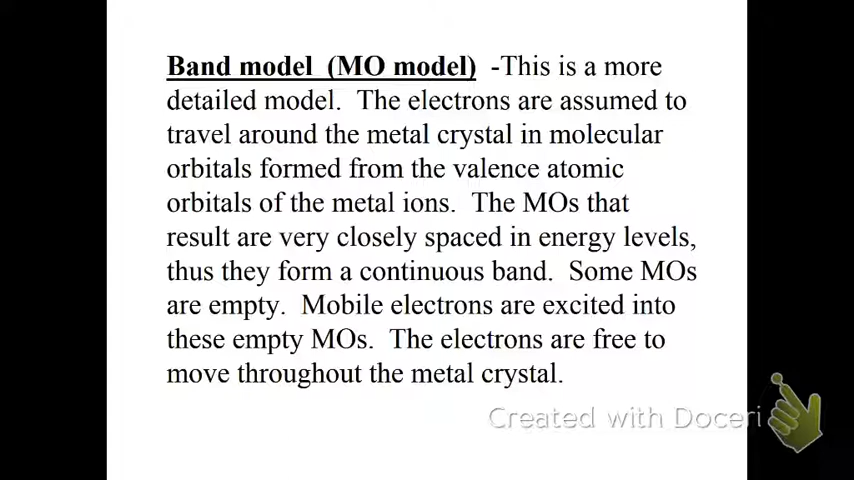 Band model (MO model) -This is a more
detailed model. The electrons are assumed to
travel around the metal crystal in molecular
orbitals formed from the valence atomic
orbitals of the metal ions. The MOs that
result are very closely spaced in energy levels,
thus they form a continuous band. Some MOs
are empty. Mobile electrons are excited into
these empty MOs. The electrons are free to
move throughout the metal crystal.
Created with Doceri